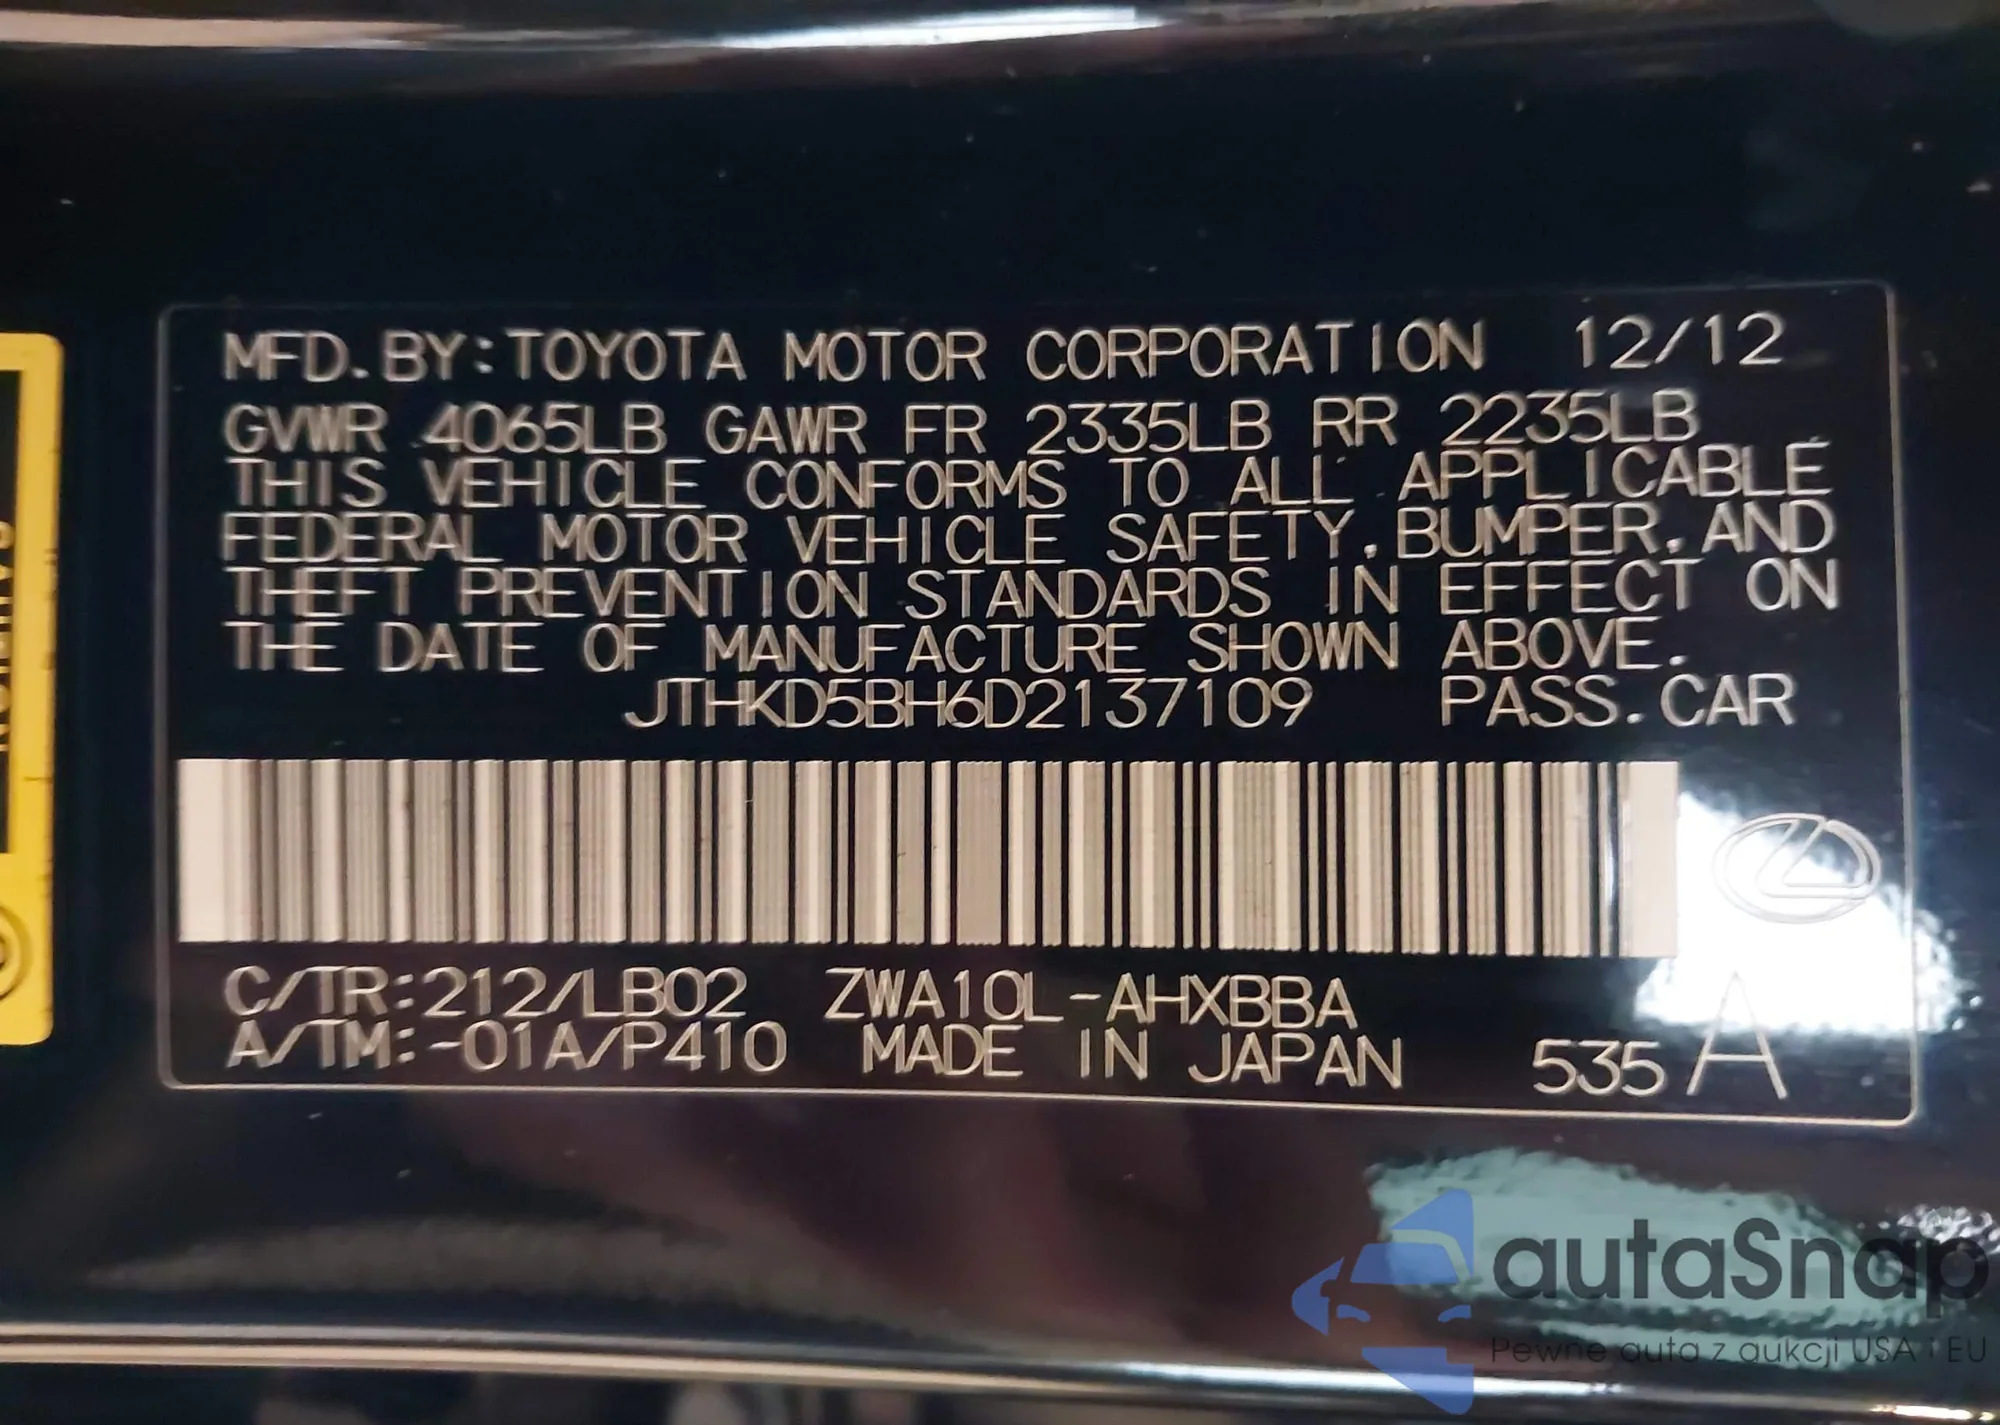 MFD. BY: TOYOTA MOTOR CORPORATION 12/12
GVWR 4065LB GAWR FR 2335LB RR 2235LB
THIS VEHICLE CONFORMS TO ALL APPLICABLE
FEDERAL MOTOR VEHICLE SAFETY, BUMPER, AND
THEFT PREVENTION STANDARDS IN EFFECT ON
THE DATE OF MANUFACTURE SHOWN ABOVE.
JTHKD5BH6D2137109 PASS. CAR
C/TR: 212/LB02 ZWA10L-AHXBBA
A/TM: -01A/P410 MADE IN JAPAN 535 A
autaSnap
Pewne auta z aukcji USA i EU